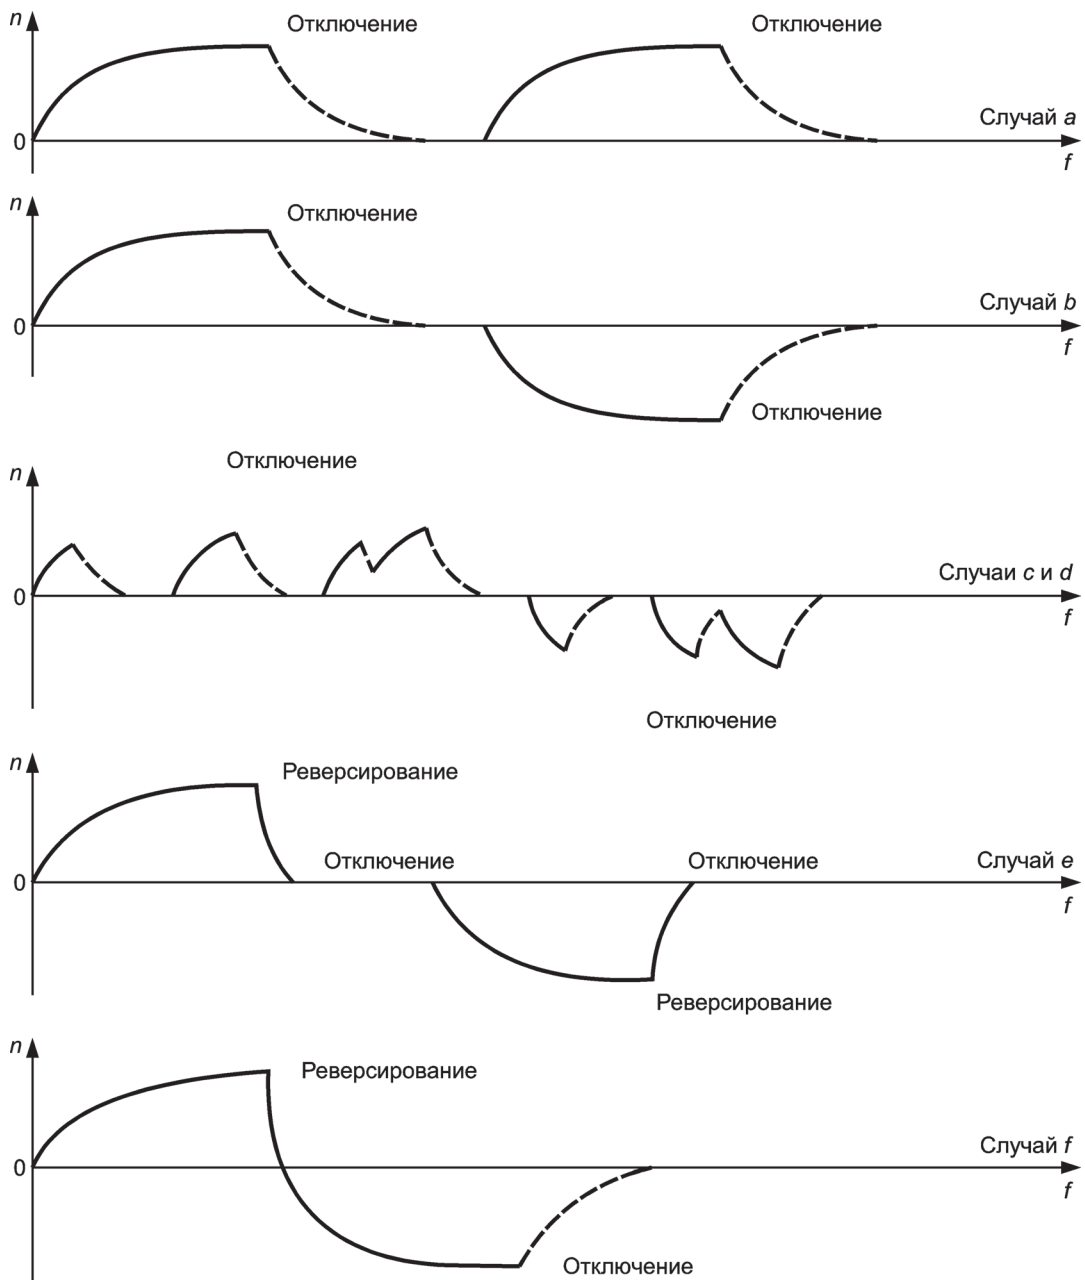 n
Отключение
Отключение
0
Случай a
f
n
Отключение
0
Случай b
f
Отключение
n
Отключение
0
Случаи c и d
f
Отключение
n
Реверсирование
Отключение
Отключение
0
Случай e
f
Реверсирование
n
Реверсирование
0
Случай f
f
Отключение